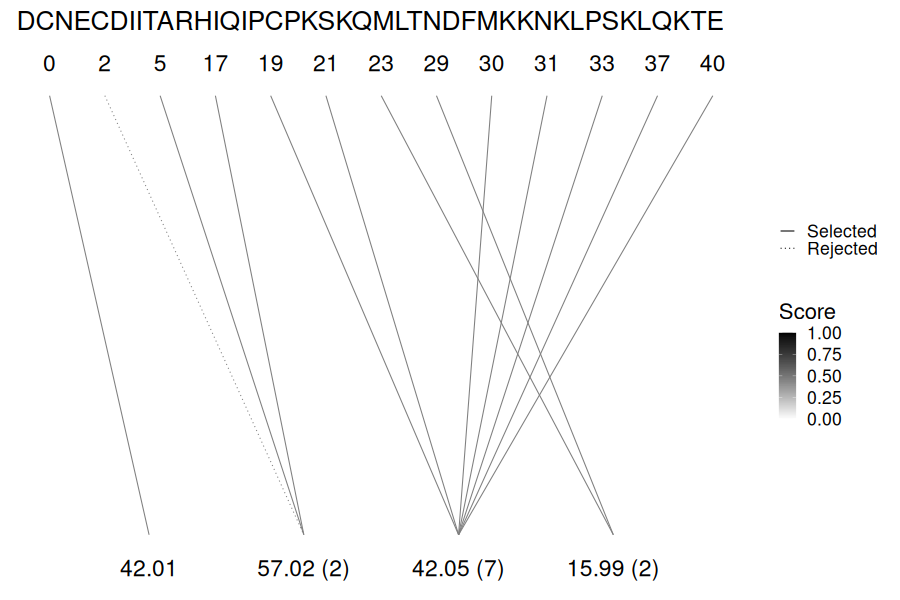 DCNECDIITARHIQIPCPKSKQMLTNDFMKKNKLPSKLQKTE
0 2 5 17 19 21 23 29 30 31 33 37 40
Selected
Rejected
Score
1.00
0.75
0.50
0.25
0.00
42.01 57.02 (2) 42.05 (7) 15.99 (2)